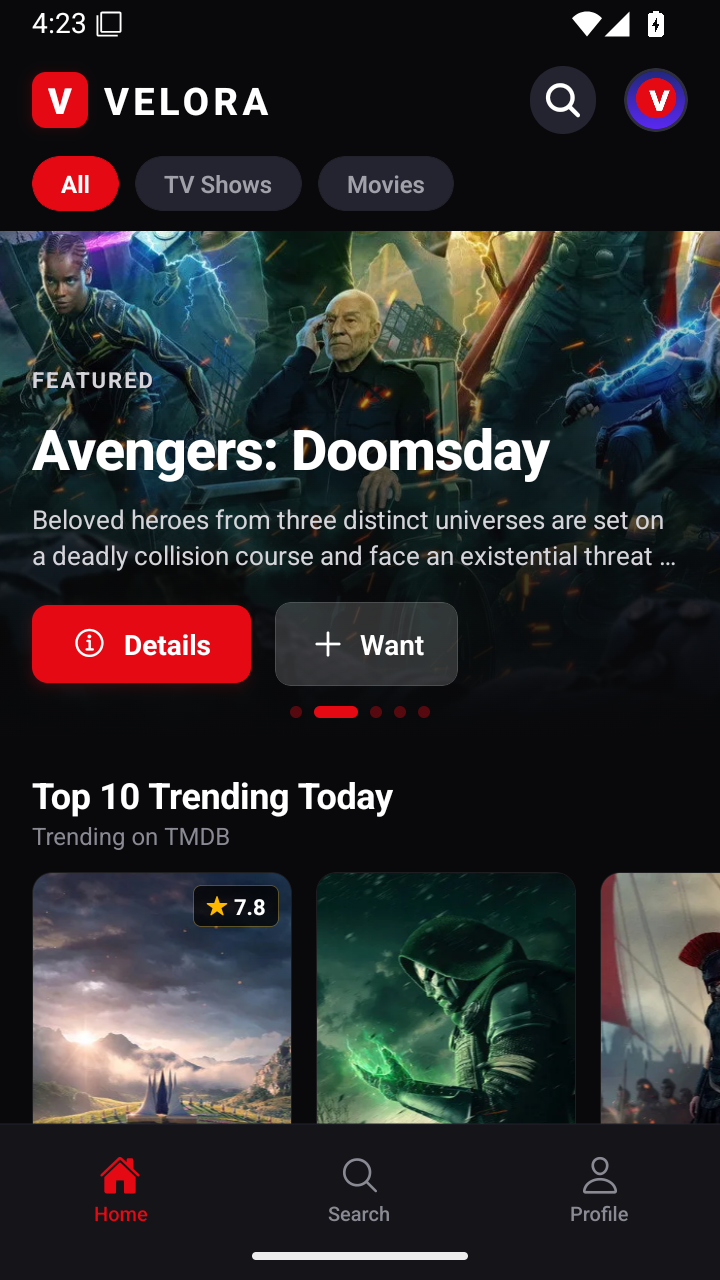 4:23
V VELORA V
All TV Shows Movies
FEATURED
Avengers: Doomsday
Beloved heroes from three distinct universes are set on
a deadly collision course and face an existential threat ...
Details + Want
Top 10 Trending Today
Trending on TMDB
7.8
Home Search Profile